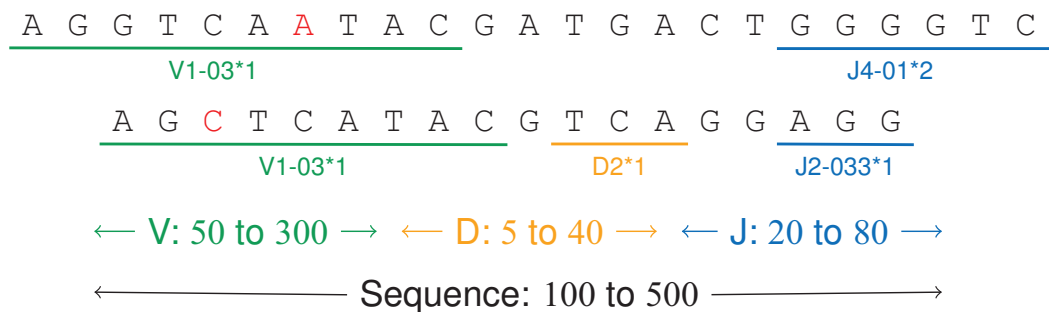 A G G T C A A T A C G A T G A C T G G G G T C
V1-03*1 J4-01*2
A G C T C A T A C G T C A G G A G G
V1-03*1 D2*1 J2-033*1
V: 50 to 300 D: 5 to 40 J: 20 to 80
Sequence: 100 to 500